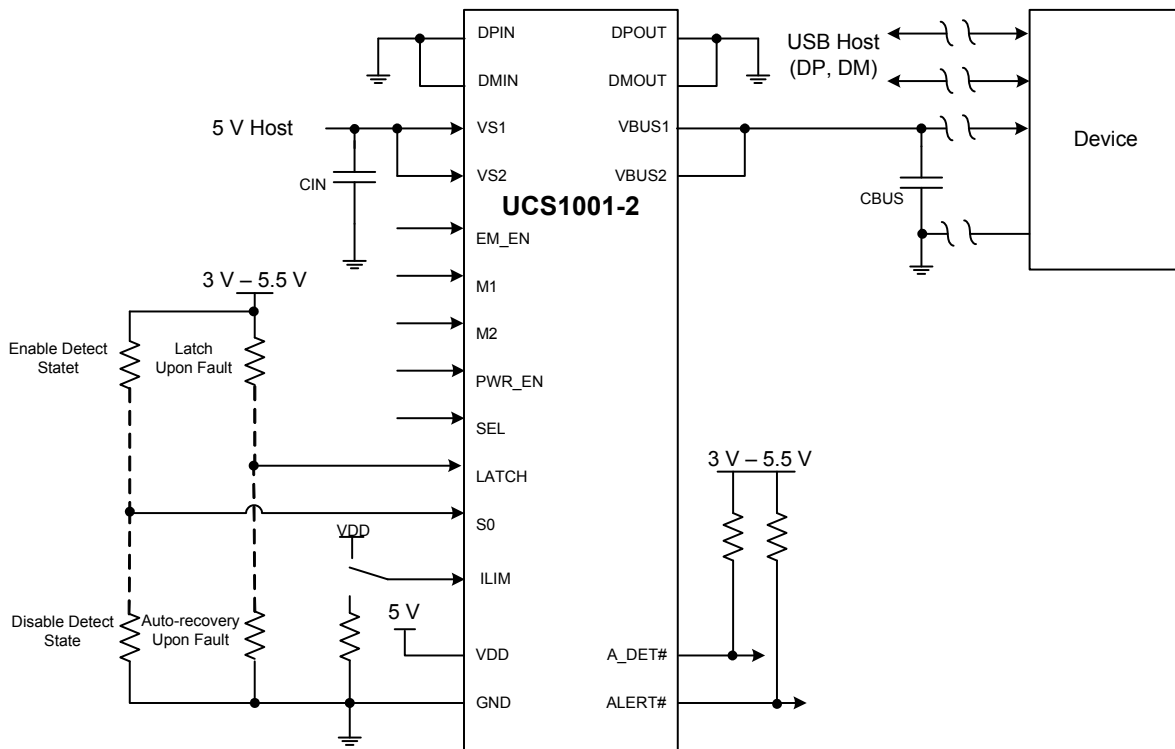 DPIN
DMIN
5 V Host
VS1
VS2
CIN
UCS1001-2
EM_EN
M1
M2
PWR_EN
SEL
LATCH
S0
ILIM
VDD
GND
3 V – 5.5 V
Enable Detect
Statet
Latch
Upon Fault
Disable Detect
State
Auto-recovery
Upon Fault
VDD
5 V
DPOUT
DMOUT
VBUS1
VBUS2
USB Host
(DP, DM)
CBUS
Device
3 V – 5.5 V
A_DET#
ALERT#